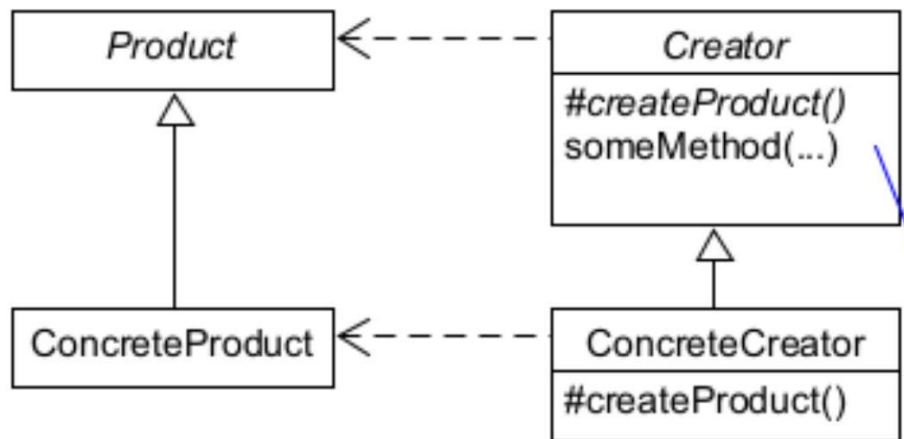 Product
Creator
#createProduct()
someMethod(...)
ConcreteProduct
ConcreteCreator
#createProduct()